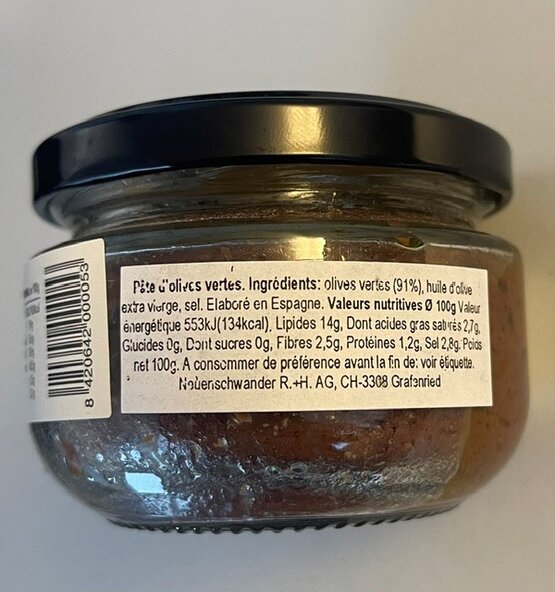 Pâte d'olives vertes. Ingrédients: olives vertes (91%), huile d'olive
extra vierge, sel. Elaboré en Espagne. Valeurs nutritives Ø 100g Valeur
énergétique 553kJ(134kcal), Lipides 14g, Dont acides gras saturés 2,7g,
Glucides 0g, Dont sucres 0g, Fibres 2,5g, Protéines 1,2g, Sel 2,8g. Poids
net 100g. A consommer de préférence avant la fin de: voir étiquette.
Neuenschwander R.+H. AG, CH-3308 Grafenried
8 420642 000053